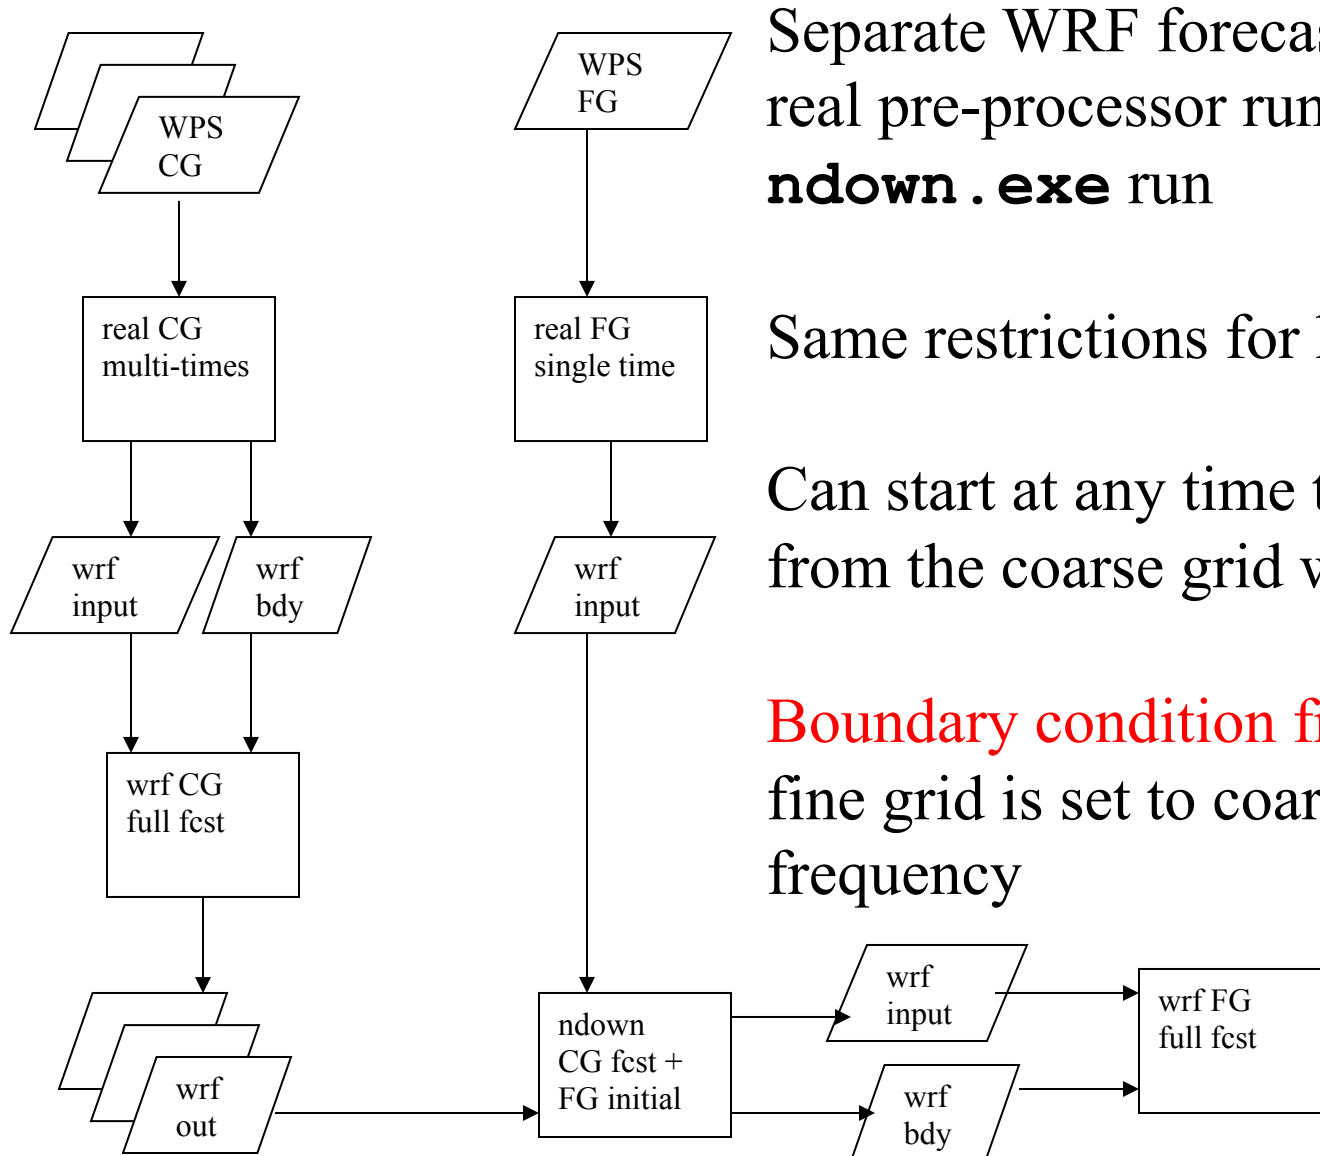 WPS
CG
WPS
FG
real CG
multi-times
real FG
single time
wrf
input
wrf
bdy
wrf
input
wrf CG
full fcst
wrf
out
ndown
CG fcst +
FG initial
wrf
input
wrf
bdy
wrf FG
full fcst
Separate WRF
real pre-processor
ndown.exe run
Same restrictions for
Can start at any time
from the coarse grid
Boundary condition
fine grid is set to
frequency